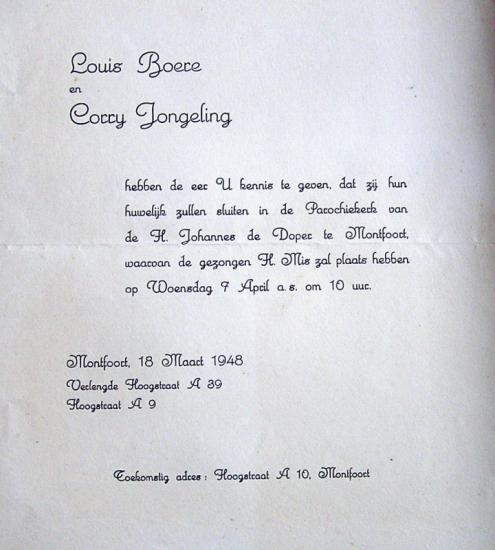 Louis Boere
en
Corry Jongeling
hebben de eer U kennis te geven, dat zij hun
huwelijk zullen sluiten in de Parochiekerk van
de H. Johannes de Doper te Montfoort,
waarvan de gezongen H. Mis zal plaats hebben
op Woensdag 7 April a.s. om 10 uur.
Montfoort, 18 Maart 1948
Verlengde Hoogstraat A 39
Hoogstraat A 9
Toekomstig adres: Hoogstraat A 10, Montfoort